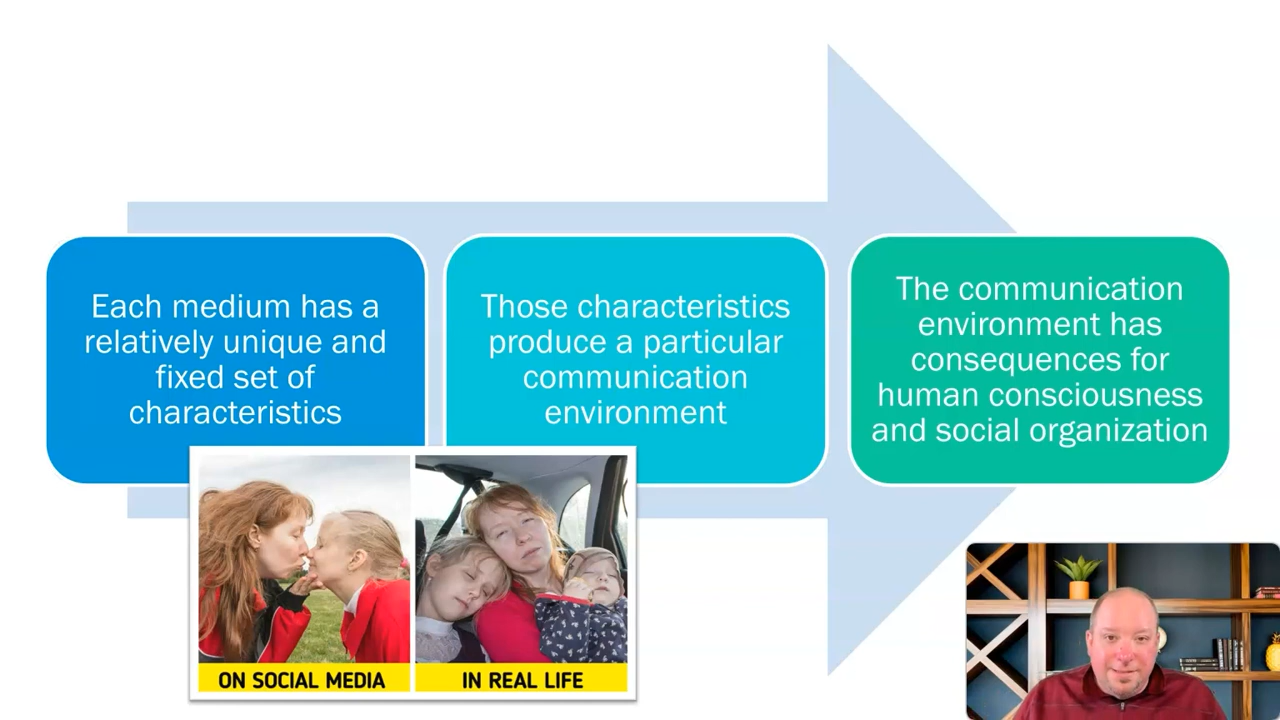 Each medium has a
relatively unique and
fixed set of
characteristics
Those characteristics
produce a particular
communication
environment
The communication
environment has
consequences for
human consciousness
and social organization
ON SOCIAL MEDIA
IN REAL LIFE